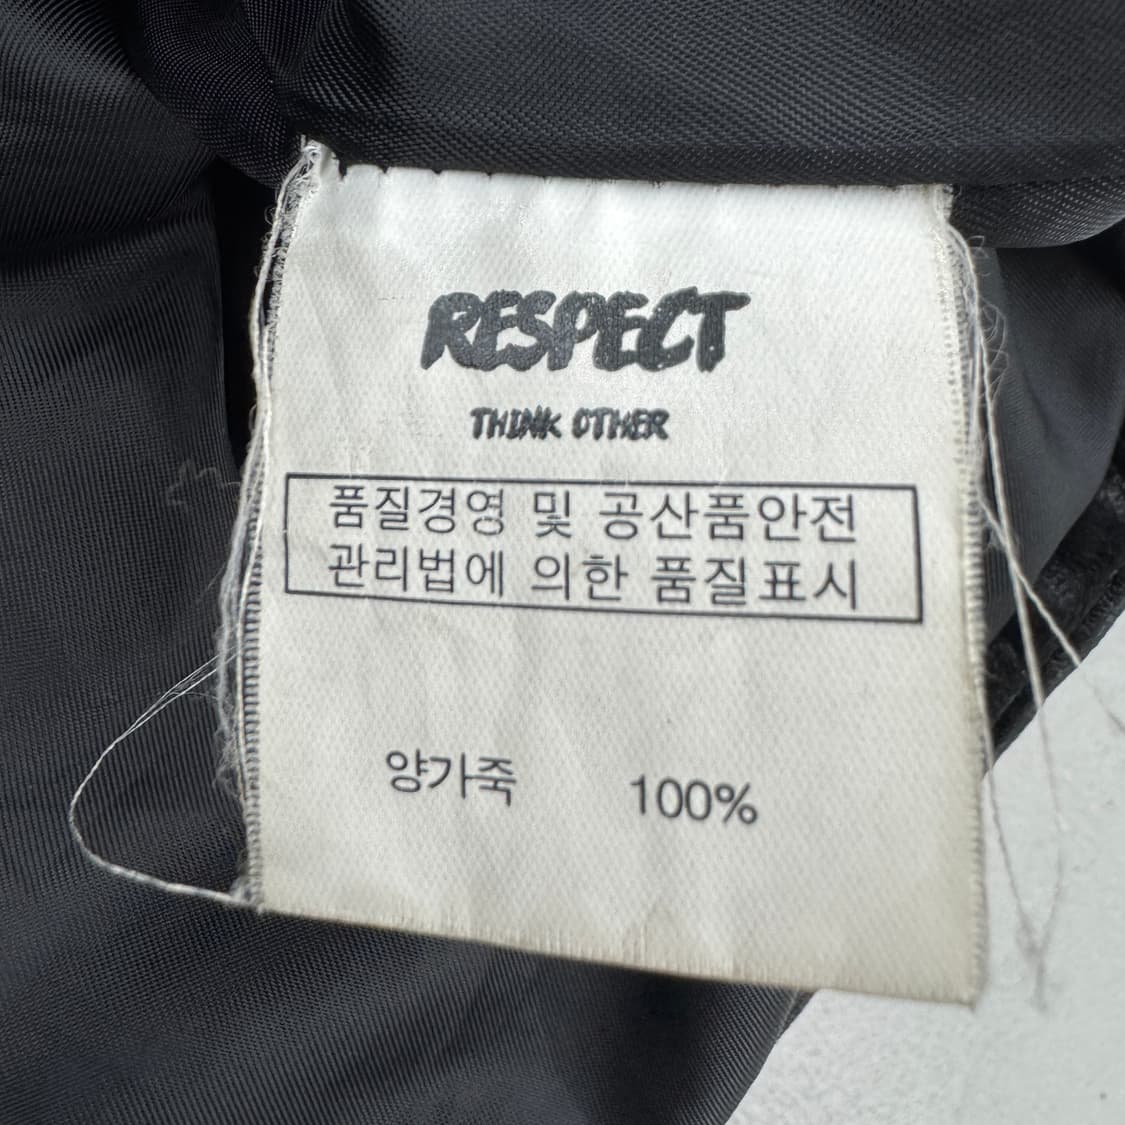 RESPECT
THINK OTHER
품질경영 및 공산품안전
관리법에 의한 품질표시
양가죽 100%